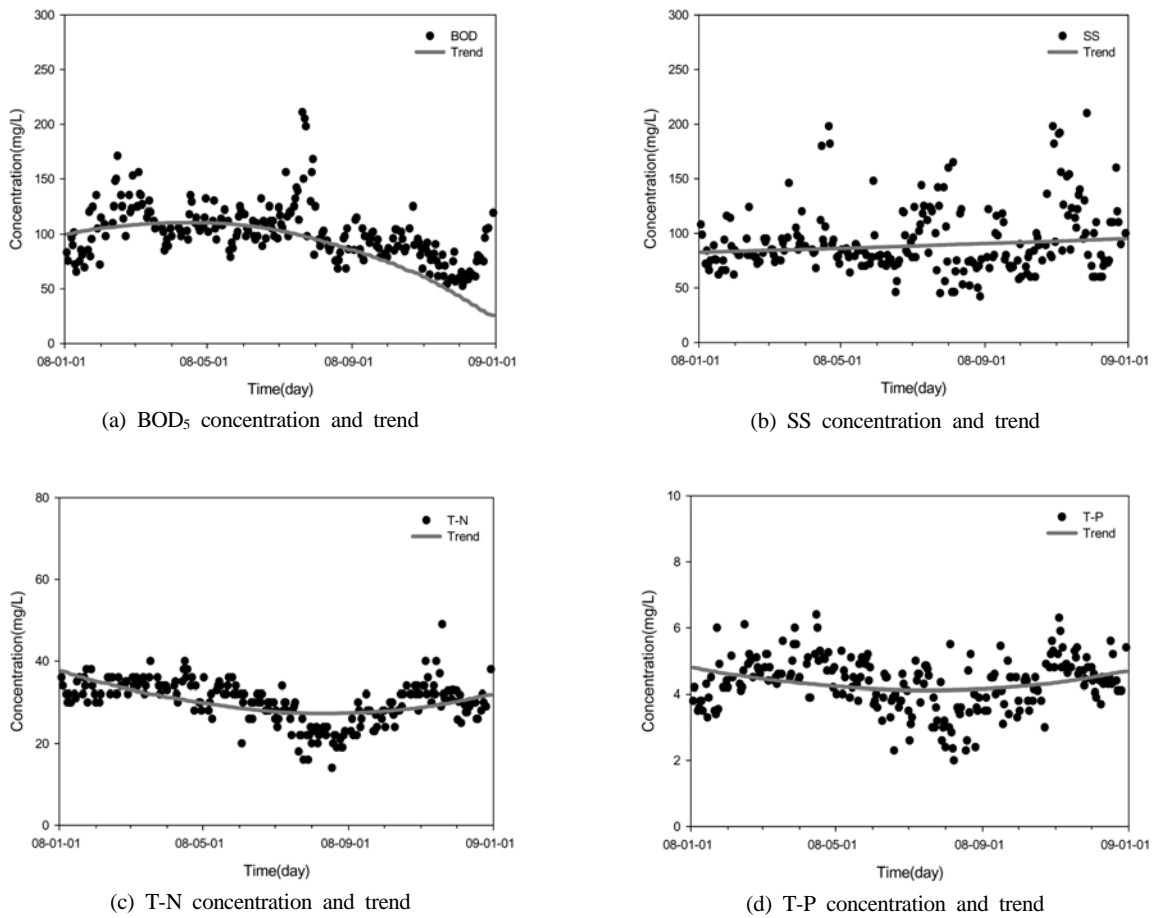 300
250
200
150
100
50
0
Concentration(mg/L)
BOD
Trend
08-01-01 08-05-01 08-09-01 09-01-01
Time(day)
(a) BOD₅ concentration and trend
300
250
200
150
100
50
0
Concentration(mg/L)
SS
Trend
08-01-01 08-05-01 08-09-01 09-01-01
Time(day)
(b) SS concentration and trend
80
60
40
20
0
Concentration(mg/L)
T-N
Trend
08-01-01 08-05-01 08-09-01 09-01-01
Time(day)
(c) T-N concentration and trend
10
8
6
4
2
0
Concentration(mg/L)
T-P
Trend
08-01-01 08-05-01 08-09-01 09-01-01
Time(day)
(d) T-P concentration and trend